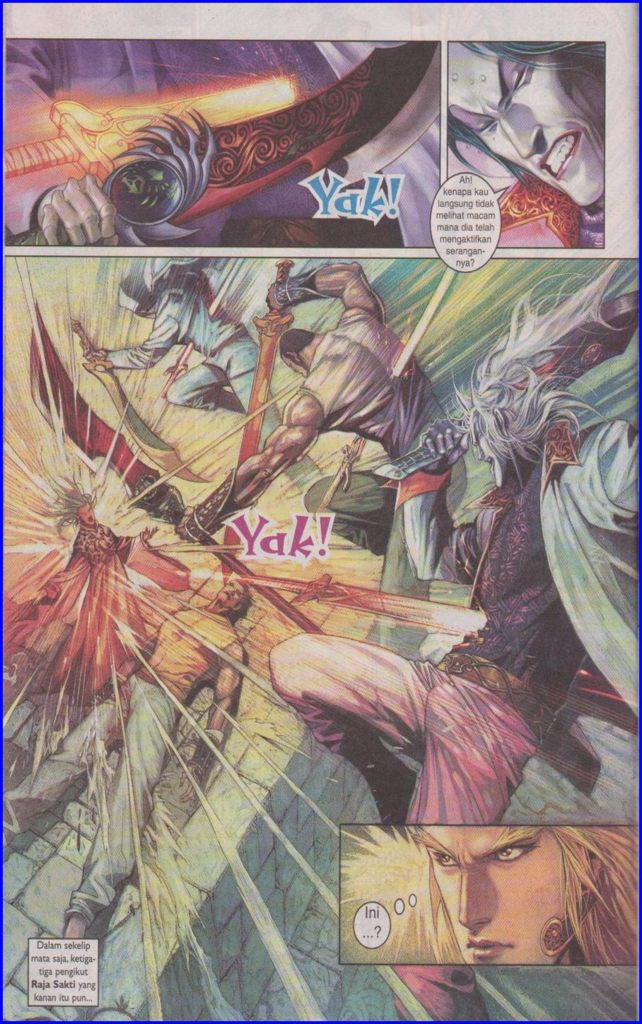 Yak!
Ah!
kenapa kau
langsung tidak
melihat macam
mana dia telah
mengaktifkan
serangan-
nya?
Yak!
Ini
...?
Dalam sekelip
mata saja, ketiga-
tiga pengikut
Raja Sakti yang
kanan itu pun...